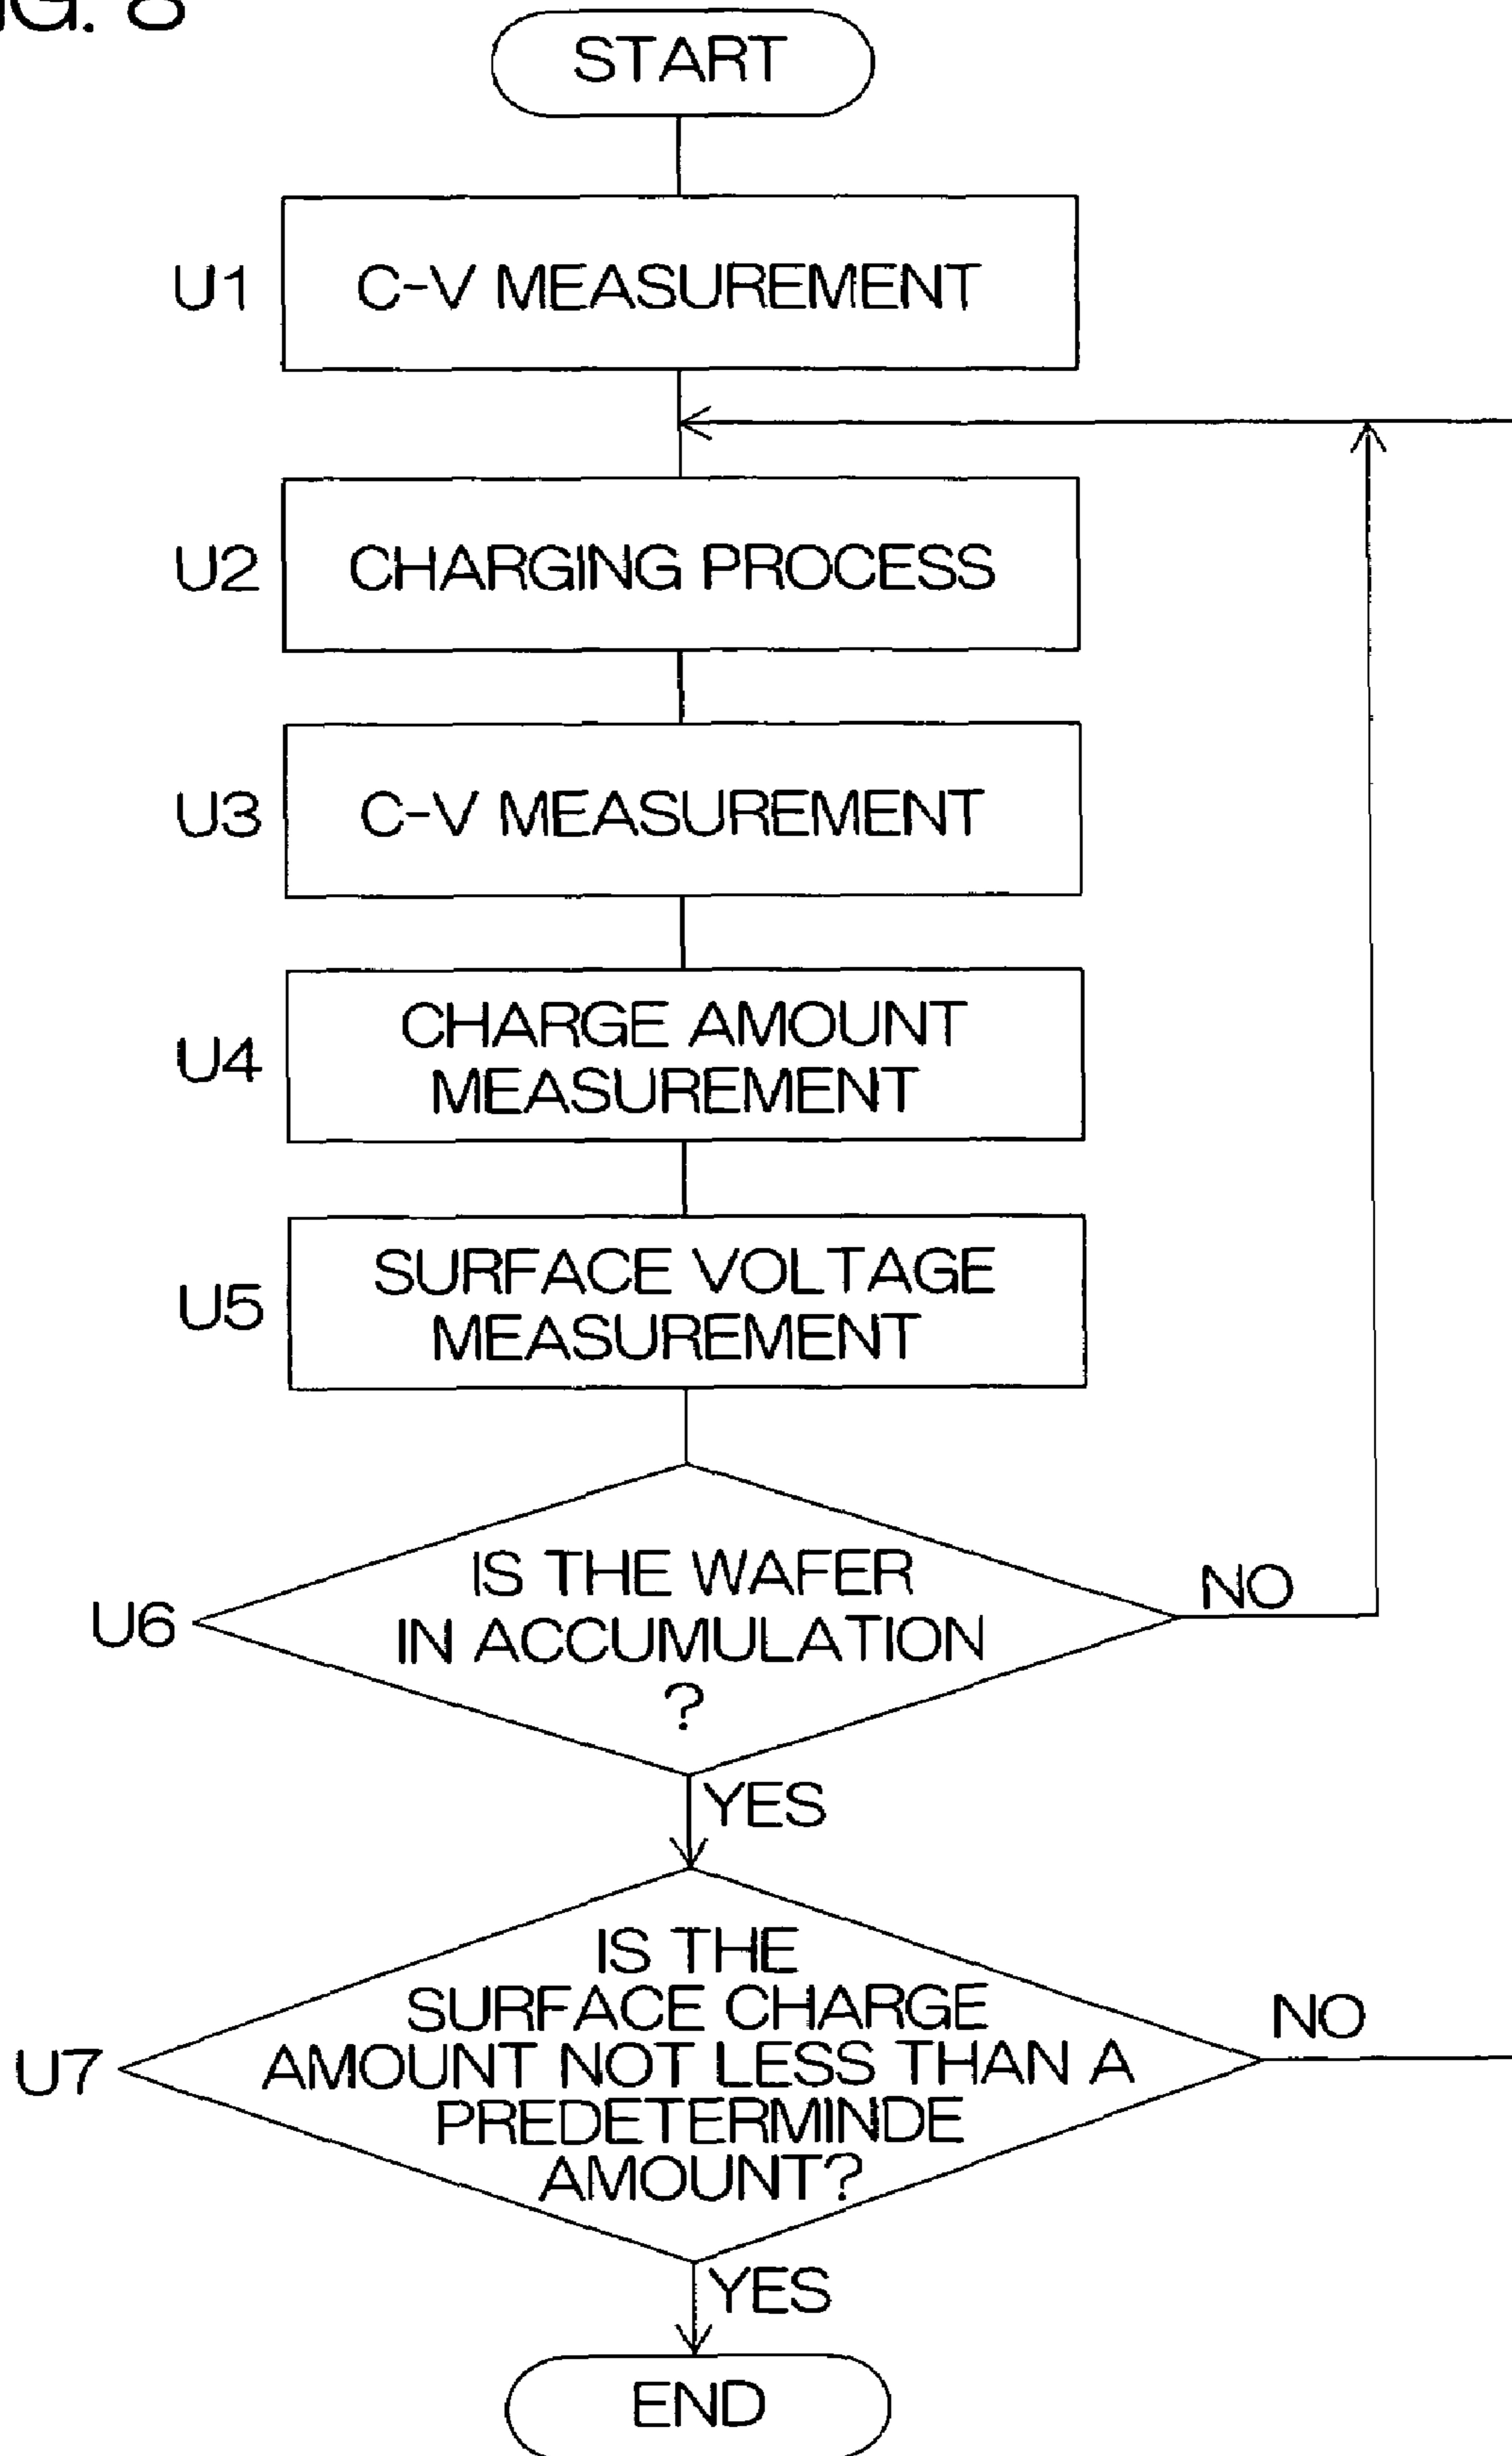 G. 8
START
U1
C-V MEASUREMENT
U2
CHARGING PROCESS
U3
C-V MEASUREMENT
U4
CHARGE AMOUNT
MEASUREMENT
U5
SURFACE VOLTAGE
MEASUREMENT
U6
IS THE WAFER
IN ACCUMULATION
?
NO
YES
U7
IS THE
SURFACE CHARGE
AMOUNT NOT LESS THAN A
PREDETERMINDE
AMOUNT?
NO
YES
END